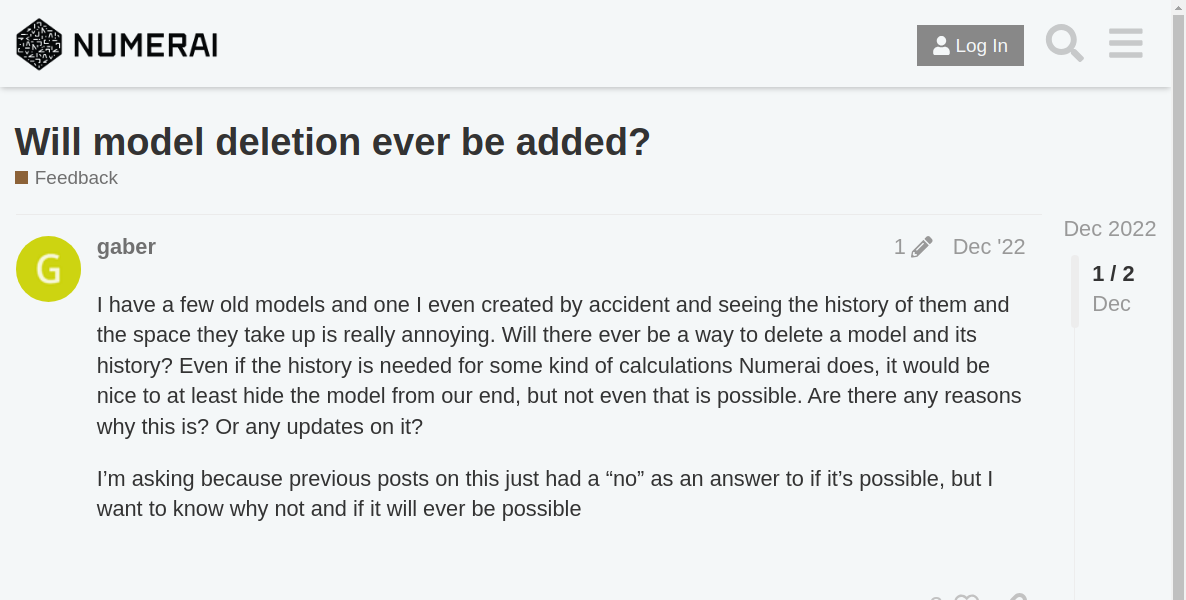 NUMERAI
Log In
Will model deletion ever be added?
Feedback
gaber
1
Dec '22
Dec 2022
1 / 2
Dec
I have a few old models and one I even created by accident and seeing the history of them and
the space they take up is really annoying. Will there ever be a way to delete a model and its
history? Even if the history is needed for some kind of calculations Numerai does, it would be
nice to at least hide the model from our end, but not even that is possible. Are there any reasons
why this is? Or any updates on it?
I’m asking because previous posts on this just had a “no” as an answer to if it’s possible, but I
want to know why not and if it will ever be possible